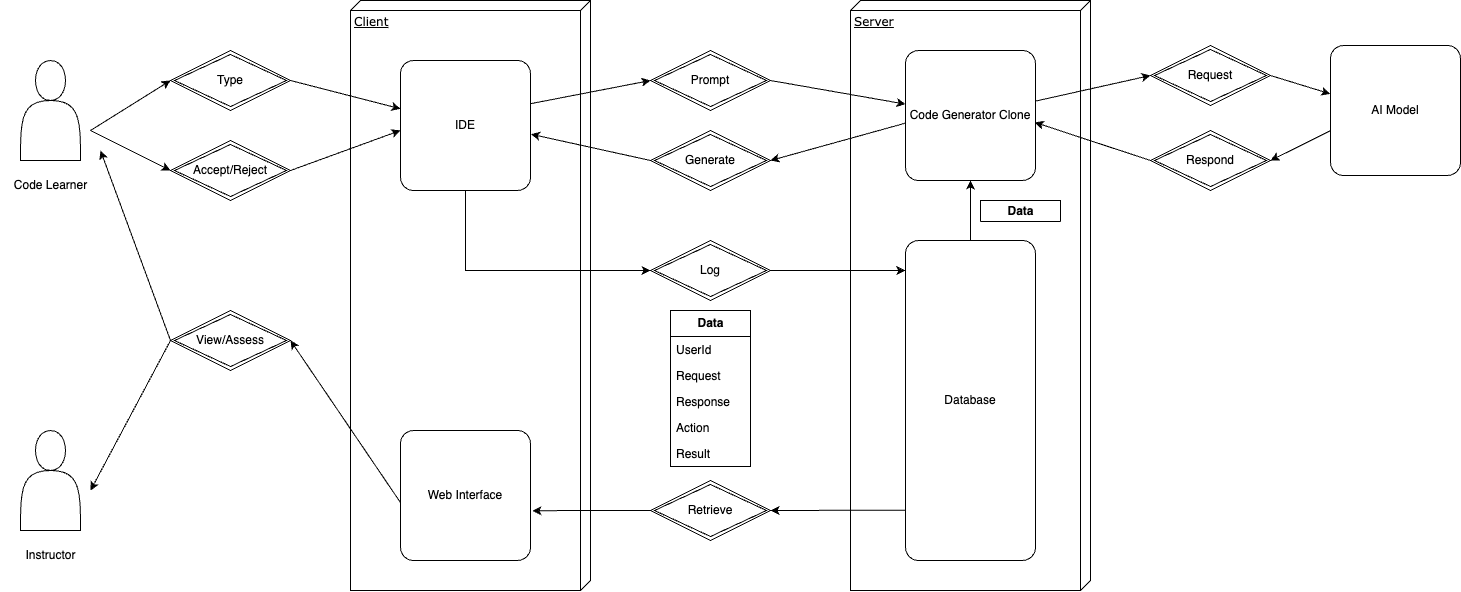 Client
Server
Type
Prompt
Request
IDE
Code Generator Clone
AI Model
Accept/Reject
Generate
Respond
Code Learner
Data
Log
Data
View/Assess
UserId
Request
Response
Database
Action
Result
Web Interface
Retrieve
Instructor